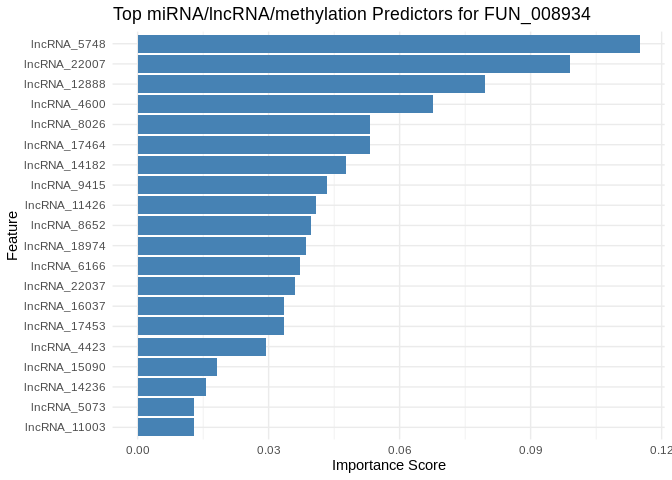 Top miRNA/lncRNA/methylation Predictors for FUN_008934
lncRNA_5748
lncRNA_22007
lncRNA_12888
lncRNA_4600
lncRNA_8026
lncRNA_17464
lncRNA_14182
lncRNA_9415
lncRNA_11426
lncRNA_8652
lncRNA_18974
lncRNA_6166
lncRNA_22037
lncRNA_16037
lncRNA_17453
lncRNA_4423
lncRNA_15090
lncRNA_14236
lncRNA_5073
lncRNA_11003
Feature
0.00 0.03 0.06 0.09 0.12
Importance Score